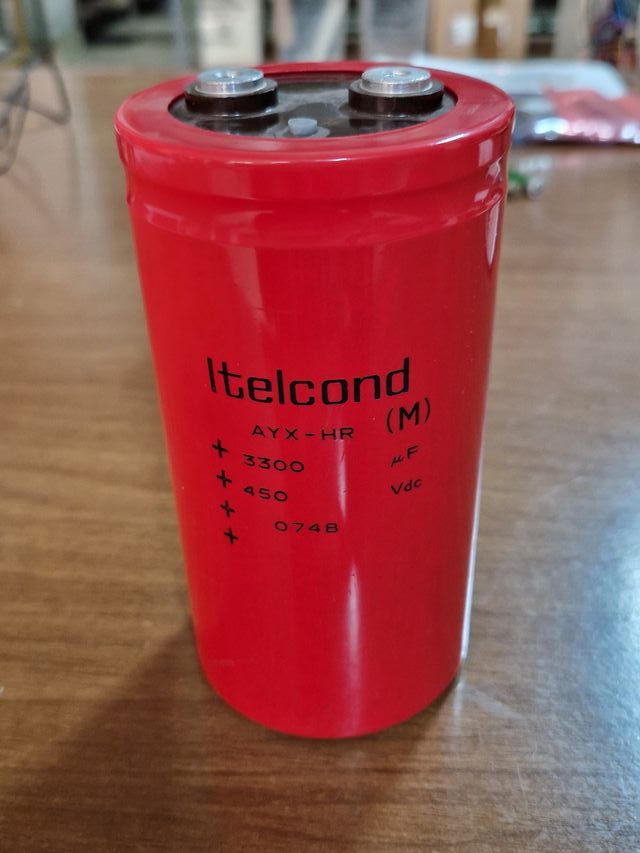 Itelcond
AYX-HR (M)
+ 3300 µF
+ 450 Vdc
+ 0748
+